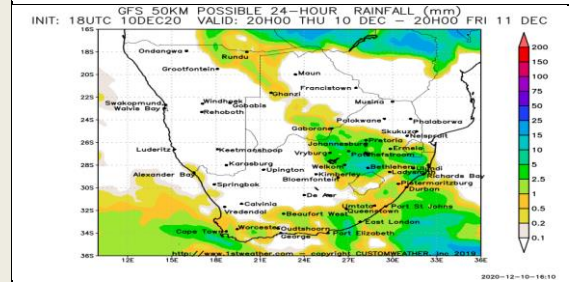 GFS 50KM POSSIBLE 24-HOUR RAINFALL (mm)
INIT: 18UTC 10DEC20 VALID: 20H00 THU 10 DEC - 20H00 FRI 11 DEC
16S
Ondangwa
Rundu
18S
Grootfontein
Maun
20S
Francistown
Ghanzi
Swakopmund
Windhoek
Gobabis
Musina
22S
Walvis Bay
Rehoboth
Polokwane
Phalaborwa
24S
Gaborone
Skukuza
Nelspruit
Johannesburg
Pretoria
26S
Luderitz
Keetmanshoop
Vryburg
Potchefstroom
Ermelo
Karasburg
Upington
Welkom
Bethlehem
28S
Alexander Bay
Kimberley
Ladysmith
Richards Bay
Bloemfontein
Pietermaritzburg
30S
Springbok
De Aar
Durban
Calvinia
Umtata
Port St Johns
32S
Vredendal
Beaufort West
Queenstown
East London
34S
Cape Town
Worcester
Oudtshoorn
George
Port Elizabeth
http://www.1stweather.com - copyright CUSTOMWEATHER, inc 2019
36S
12E 15E 18E 21E 24E 27E 30E 33E 36E
200
150
100
75
50
25
15
10
5
2.5
1
0.5
0.2
0.1
2020-12-10-16:10